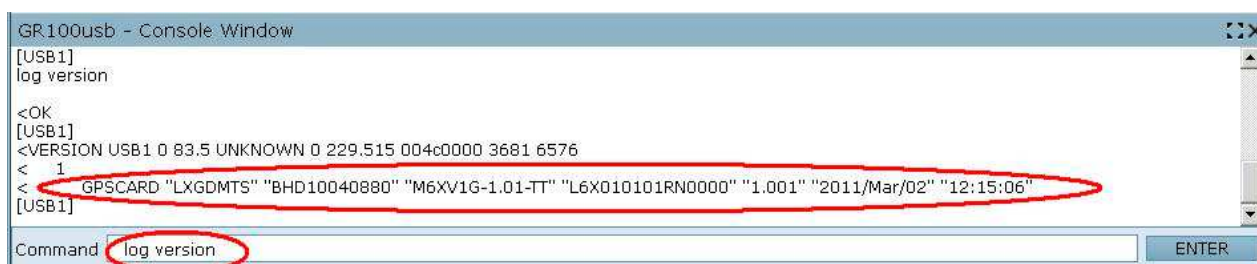 GR100usb - Console Window
[USB1]
log version
<OK
[USB1]
<VERSION USB1 0 83.5 UNKNOWN 0 229.515 004c0000 3681 6576
< 1
< GPSCARD "LXGDMTS" "BHD10040880" "M6XV1G-1.01-TT" "L6X010101RN0000" "1.001" "2011/Mar/02" "12:15:06"
[USB1]
Command log version ENTER